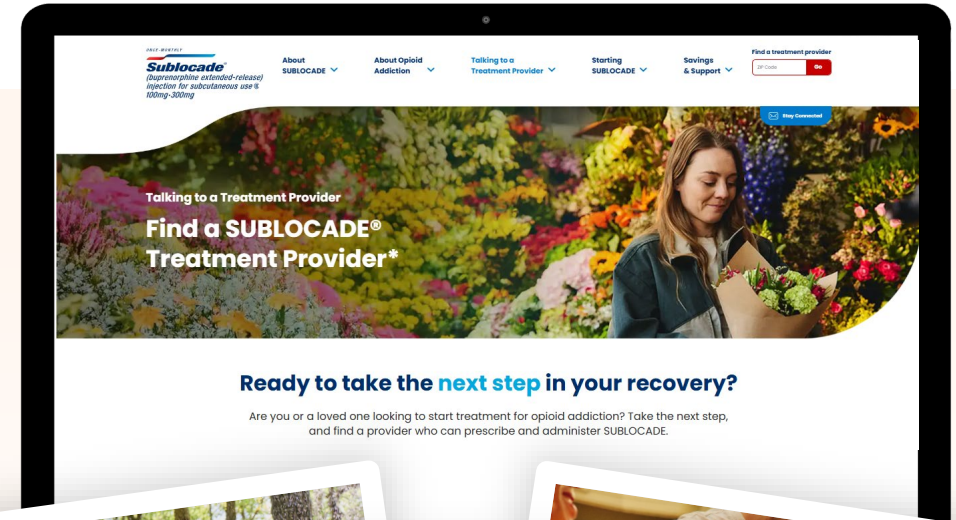 ONCE-MONTHLY
Sublocade®
(buprenorphine extended-release)
injection for subcutaneous use ℞
100mg·300mg
About
SUBLOCADE
About Opioid
Addiction
Talking to a
Treatment Provider
Starting
SUBLOCADE
Savings
& Support
Find a treatment provider
ZIP Code
Go
Stay Connected
Talking to a Treatment Provider
Find a SUBLOCADE®
Treatment Provider*
Ready to take the next step in your recovery?
Are you or a loved one looking to start treatment for opioid addiction? Take the next step,
and find a provider who can prescribe and administer SUBLOCADE.